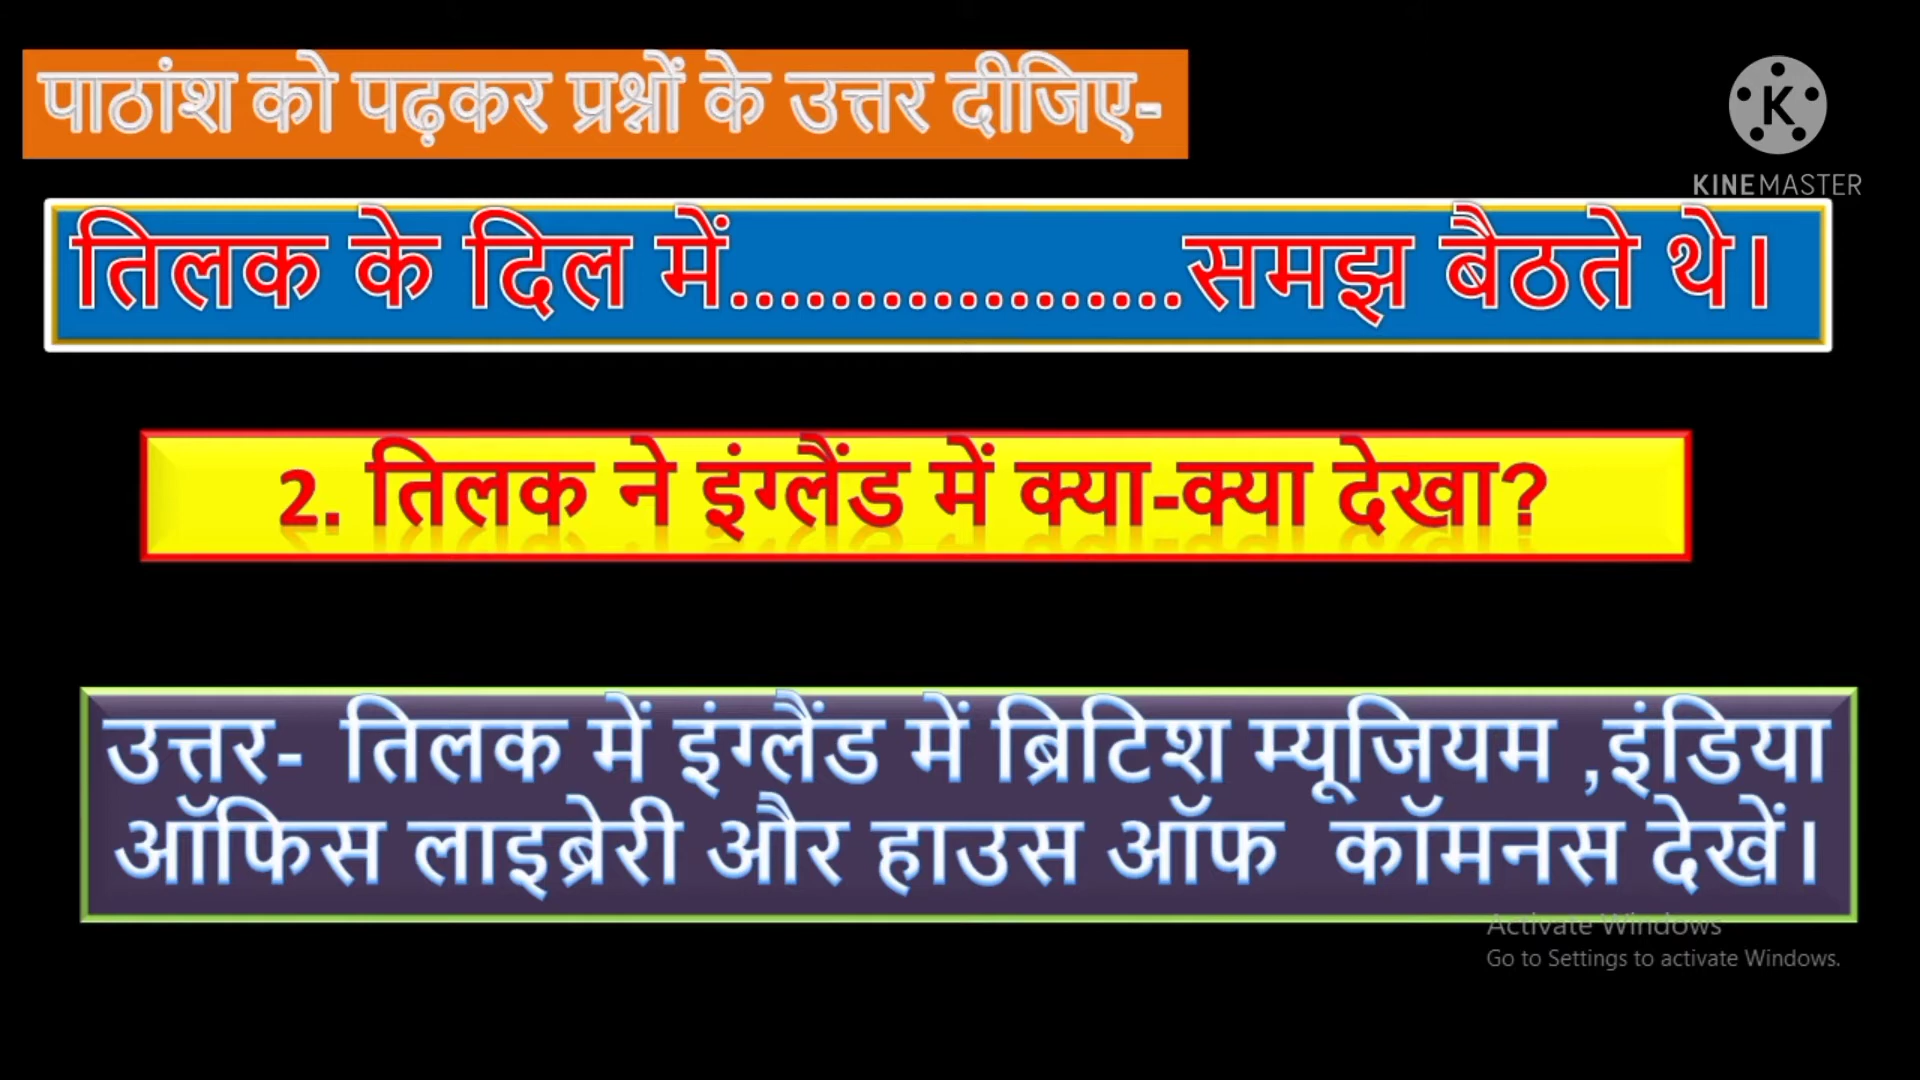 पाठांश को पढ़कर प्रश्नों के उत्तर दीजिए-
KINEMASTER
तिलक के दिल में..................समझ बैठते थे।
2. तिलक ने इंग्लैंड में क्या-क्या देखा?
उत्तर- तिलक में इंग्लैंड में ब्रिटिश म्यूजियम ,इंडिया
ऑफिस लाइब्रेरी और हाउस ऑफ कॉमनस देखें।
Activate Windows
Go to Settings to activate Windows.